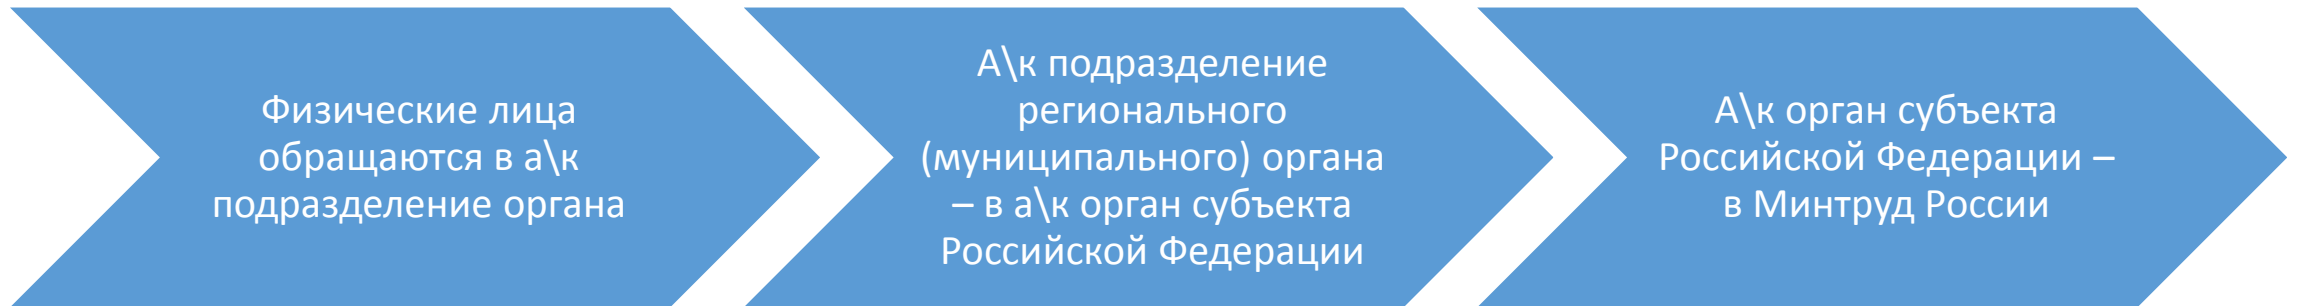 Физические лица
обращаются в а\к
подразделение органа
А\к подразделение
регионального
(муниципального) органа
– в а\к орган субъекта
Российской Федерации
А\к орган субъекта
Российской Федерации –
в Минтруд России